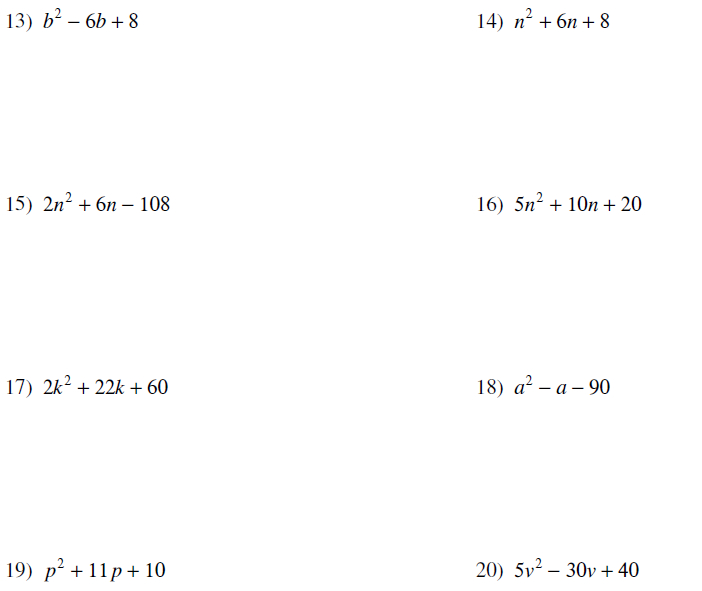 13) b² – 6b + 8
14) n² + 6n + 8
15) 2n² + 6n – 108
16) 5n² + 10n + 20
17) 2k² + 22k + 60
18) a² – a – 90
19) p² + 11p + 10
20) 5v² – 30v + 40